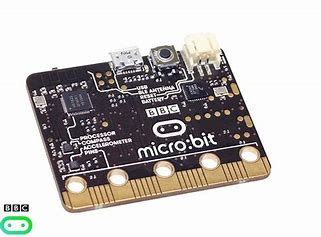 USB
BLE ANTENNA
RESET
BATTERY
BBC
micro:bit
PROCESSOR
COMPASS
ACCELEROMETER
PINS
BBC